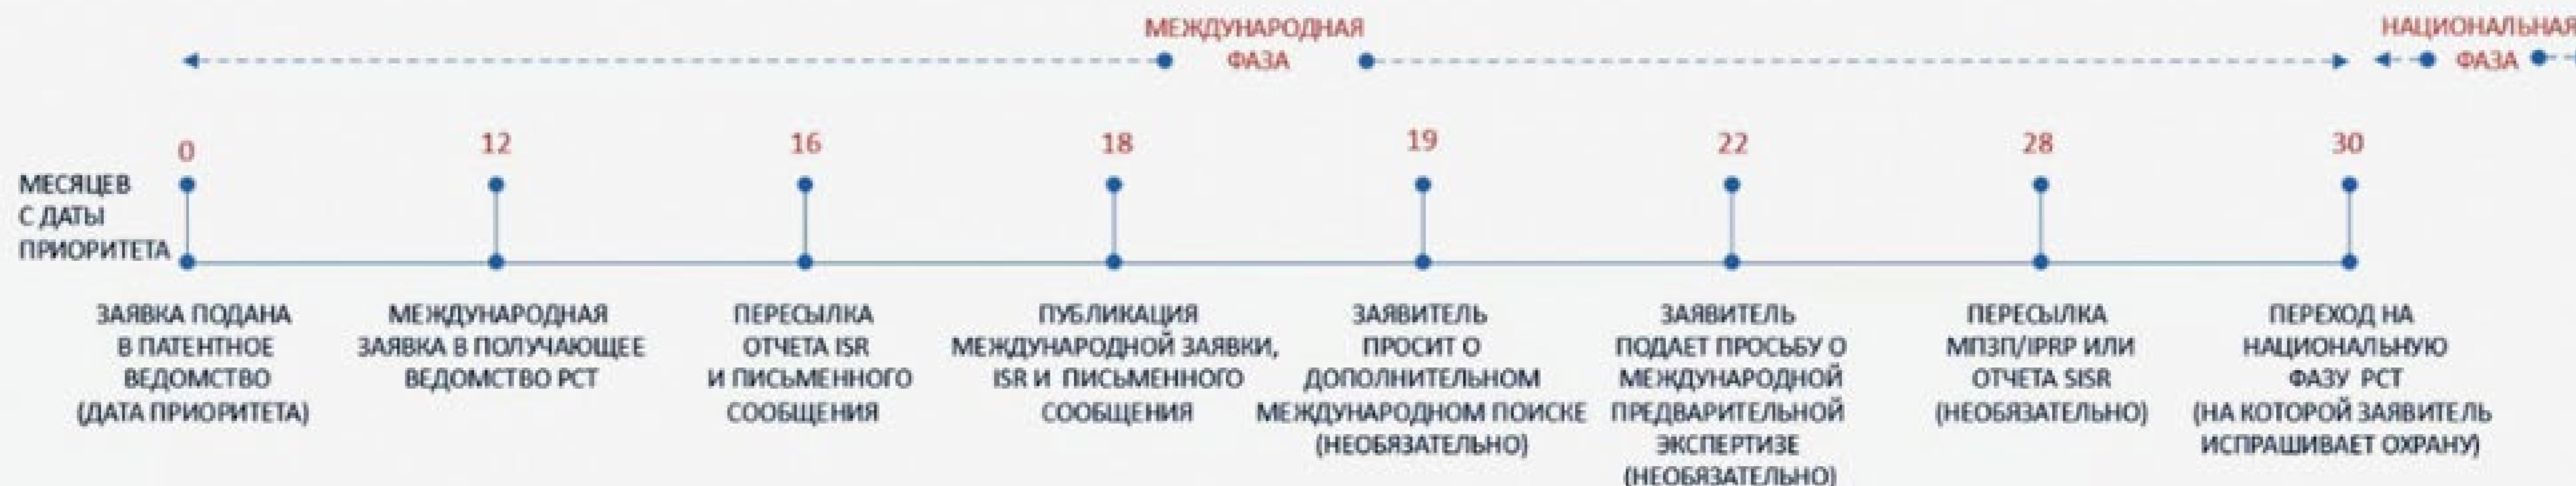 МЕЖДУНАРОДНАЯ
ФАЗА
НАЦИОНАЛЬНАЯ
ФАЗА
0
12
16
18
19
22
28
30
МЕСЯЦЕВ
С ДАТЫ
ПРИОРИТЕТА
ЗАЯВКА ПОДАНА
В ПАТЕНТНОЕ
ВЕДОМСТВО
(ДАТА ПРИОРИТЕТА)
МЕЖДУНАРОДНАЯ
ЗАЯВКА В ПОЛУЧАЮЩЕЕ
ВЕДОМСТВО РСТ
ПЕРЕСЫЛКА
ОТЧЕТА ISR
И ПИСЬМЕННОГО
СООБЩЕНИЯ
ПУБЛИКАЦИЯ
МЕЖДУНАРОДНОЙ ЗАЯВКИ,
ISR И ПИСЬМЕННОГО
СООБЩЕНИЯ
ЗАЯВИТЕЛЬ
ПРОСИТ О
ДОПОЛНИТЕЛЬНОМ
МЕЖДУНАРОДНОМ ПОИСКЕ
(НЕОБЯЗАТЕЛЬНО)
ЗАЯВИТЕЛЬ
ПОДАЕТ ПРОСЬБУ О
МЕЖДУНАРОДНОЙ
ПРЕДВАРИТЕЛЬНОЙ
ЭКСПЕРТИЗЕ
(НЕОБЯЗАТЕЛЬНО)
ПЕРЕСЫЛКА
МПЗП/IPRP ИЛИ
ОТЧЕТА SISR
(НЕОБЯЗАТЕЛЬНО)
ПЕРЕХОД НА
НАЦИОНАЛЬНУЮ
ФАЗУ РСТ
(НА КОТОРОЙ ЗАЯВИТЕЛЬ
ИСПРАШИВАЕТ ОХРАНУ)